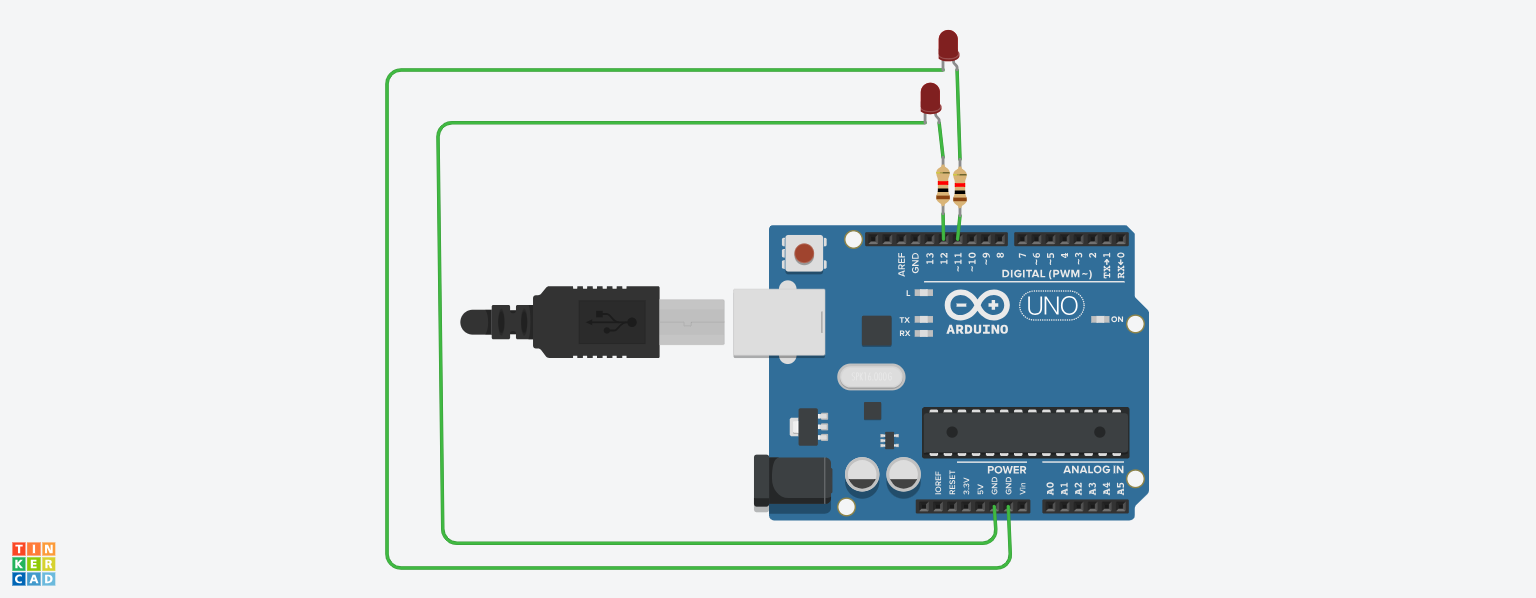 AREF
GND
13
12
~11
~10
~9
8
7
~6
~5
4
~3
2
TX→1
RX←0
DIGITAL (PWM~)
L
TX
RX
ARDUINO
UNO
ON
POWER
ANALOG IN
IOREF
RESET
3.3V
5V
GND
GND
Vin
A0
A1
A2
A3
A4
A5
TIN
KER
CAD